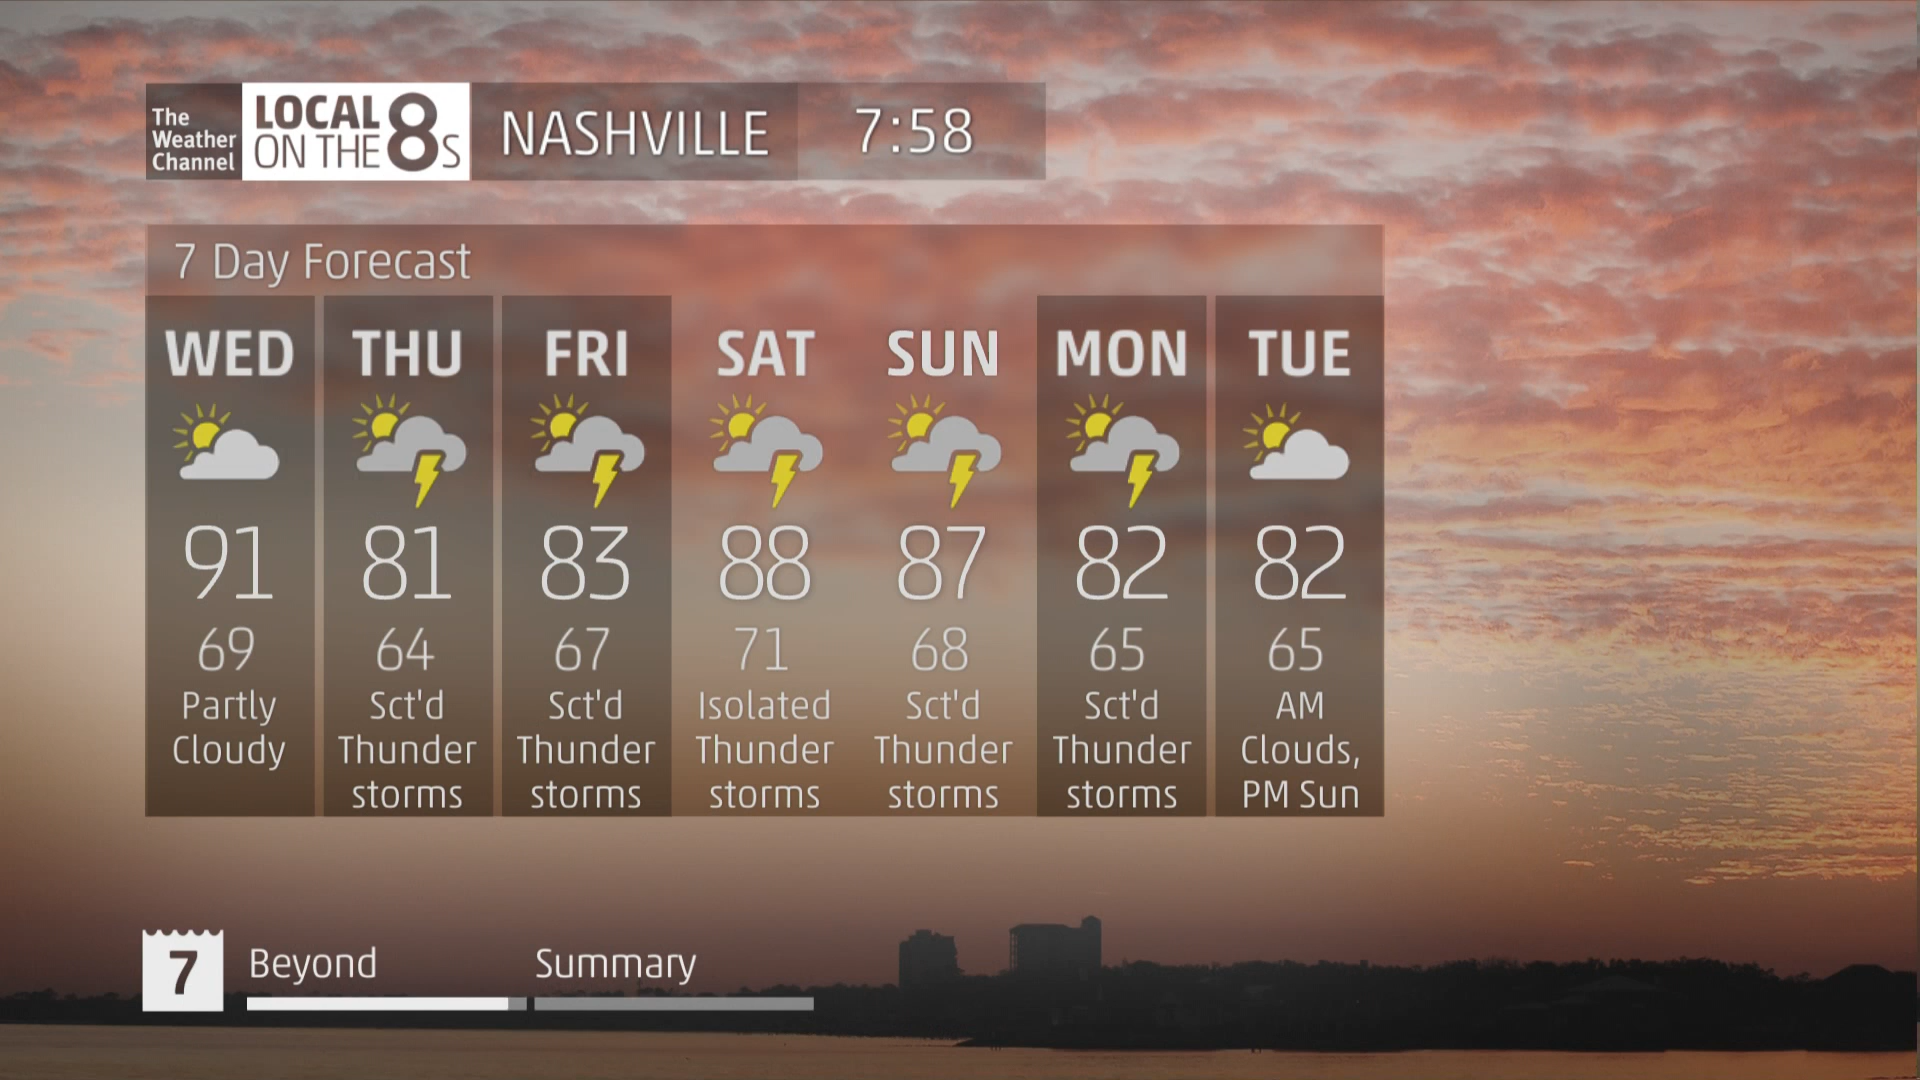 The
Weather
Channel
LOCAL
ON THE 8s
NASHVILLE
7:58
7 Day Forecast
WED THU FRI SAT SUN MON TUE
91 81 83 88 87 82 82
69 64 67 71 68 65 65
Partly Sct'd Sct'd Isolated Sct'd Sct'd AM
Cloudy Thunder Thunder Thunder Thunder Thunder Clouds,
storms storms storms storms storms PM Sun
7
Beyond
Summary